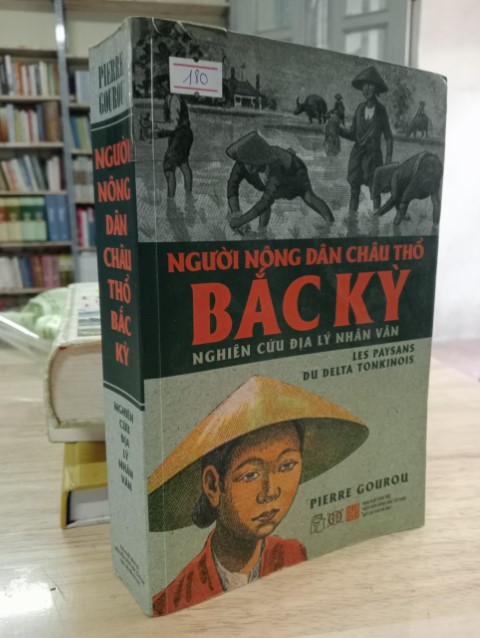 PIERRE
GOUROU
NGƯỜI
NÔNG
DÂN
CHÂU
THỔ
BẮC
KỲ
NGHIÊN
CỨU
ĐỊA
LÝ
NHÂN
VĂN
180
NGƯỜI NÔNG DÂN CHÂU THỔ
BẮC KỲ
NGHIÊN CỨU ĐỊA LÝ NHÂN VĂN
LES PAYSANS
DU DELTA TONKINOIS
PIERRE GOUROU